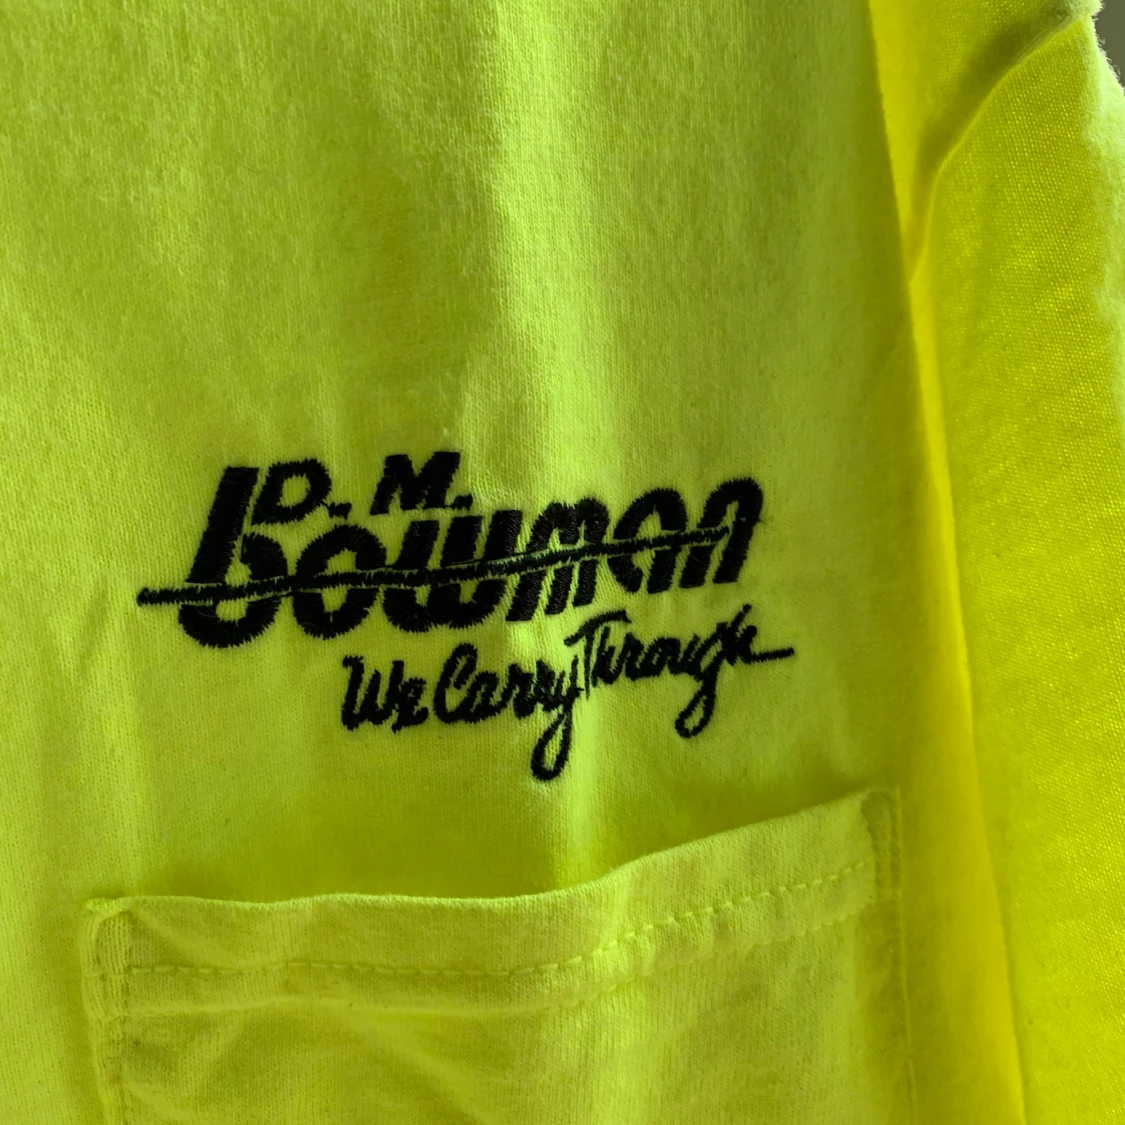 D. M.
bowman
We Carry Through